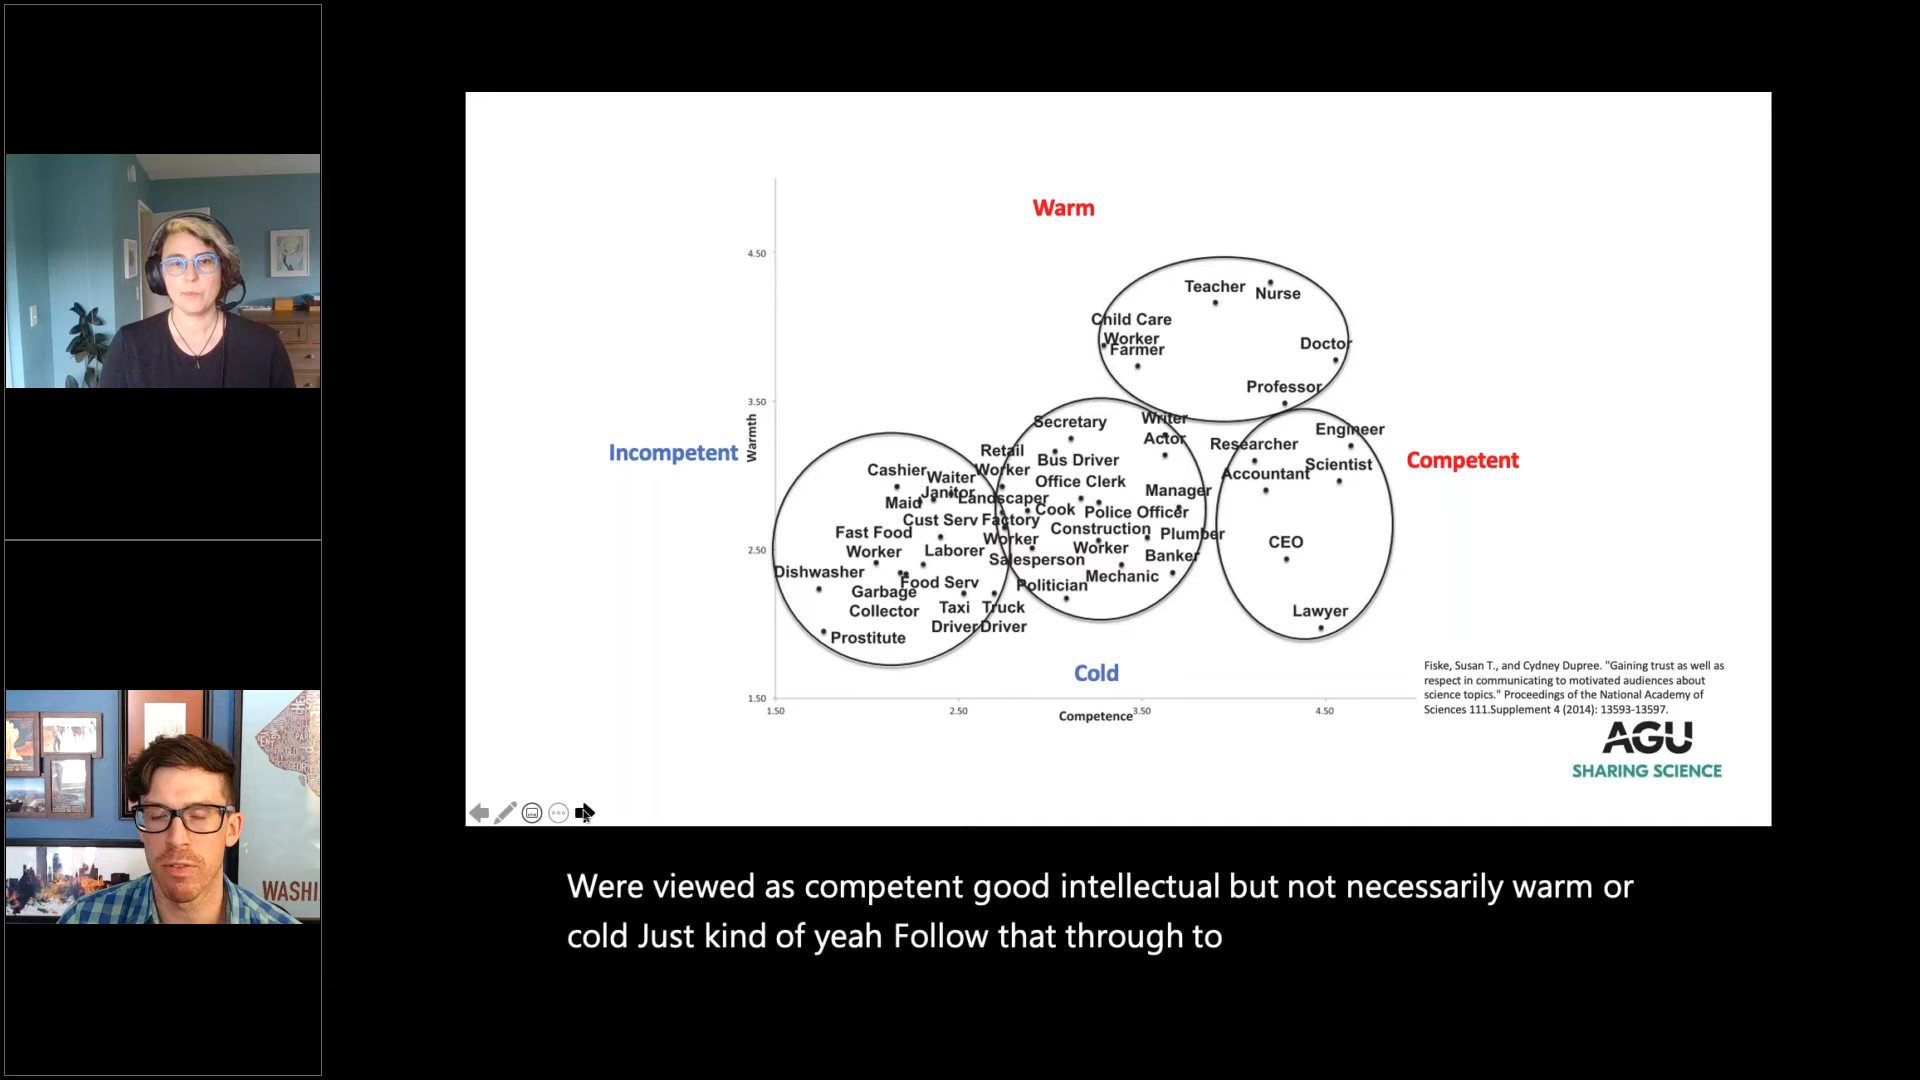 Warm
4.50
Teacher
Nurse
Child Care
Worker
Farmer
Doctor
Professor
3.50
Warmth
Incompetent
Competent
Secretary
Writer
Actor
Engineer
Researcher
Retail
Worker
Bus Driver
Scientist
Accountant
Cashier
Waiter
Office Clerk
Janitor
Landscaper
Manager
Maid
Cook
Police Officer
Cust Serv
Factory
Worker
Construction
Worker
Plumber
Fast Food
Worker
Laborer
Salesperson
Banker
CEO
2.50
Dishwasher
Food Serv
Politician
Mechanic
Garbage
Collector
Taxi
Driver
Truck
Driver
Lawyer
Prostitute
Cold
1.50
1.50
2.50
Competence
3.50
4.50
Fiske, Susan T., and Cydney Dupree. "Gaining trust as well as
respect in communicating to motivated audiences about
science topics." Proceedings of the National Academy of
Sciences 111.Supplement 4 (2014): 13593-13597.
AGU
SHARING SCIENCE
WASHI
Were viewed as competent good intellectual but not necessarily warm or
cold Just kind of yeah Follow that through to